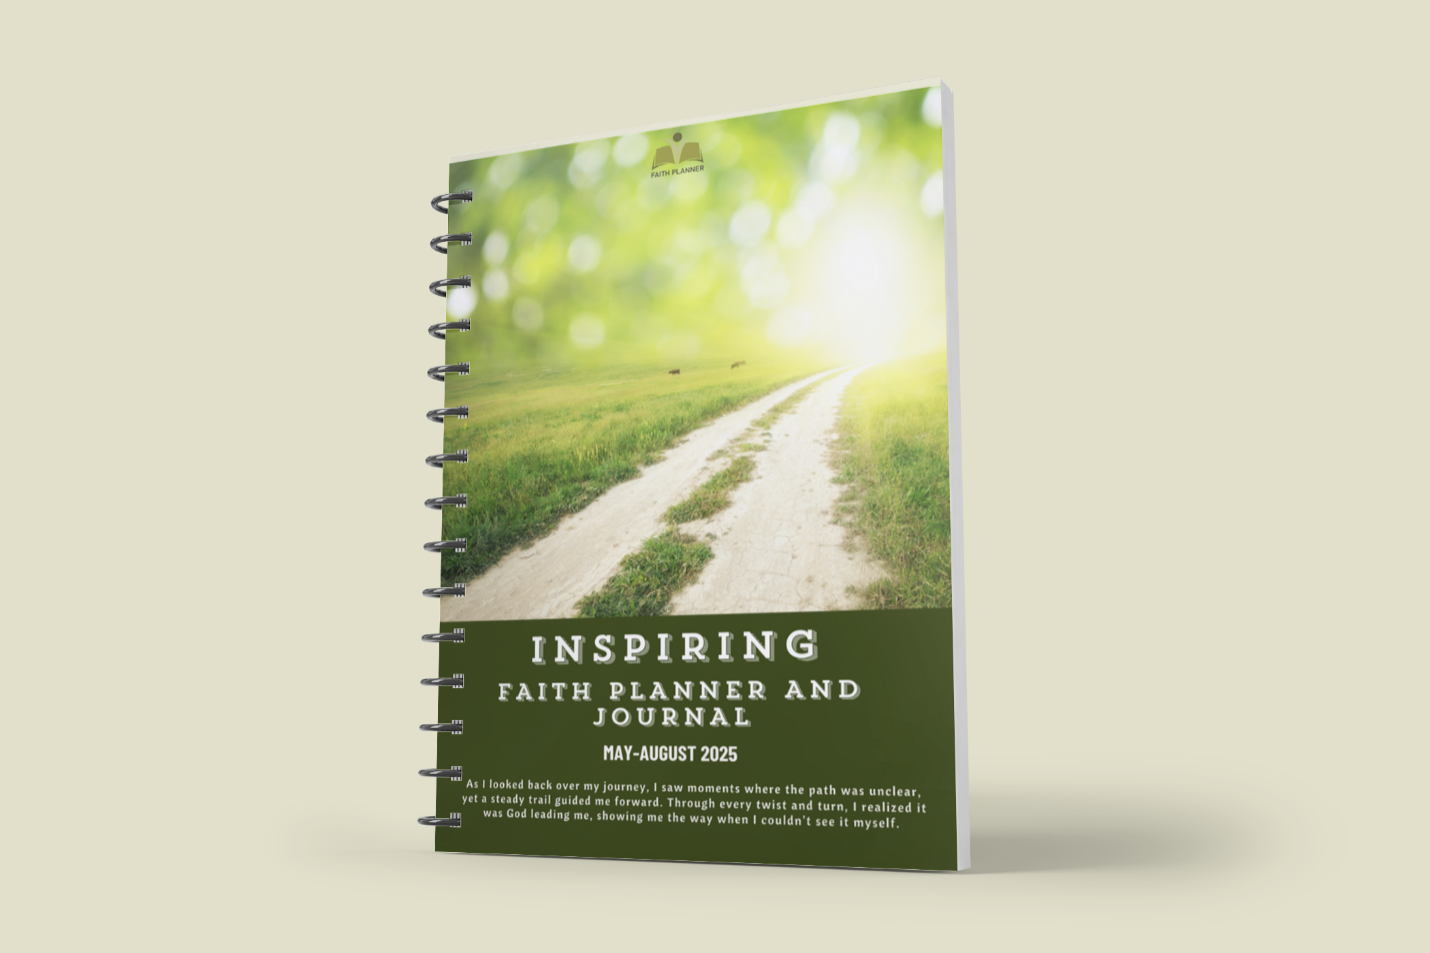 FAITH PLANNER
INSPIRING
FAITH PLANNER AND
JOURNAL
MAY-AUGUST 2025
As I looked back over my journey, I saw moments where the path was unclear,
yet a steady trail guided me forward. Through every twist and turn, I realized it
was God leading me, showing me the way when I couldn't see it myself.